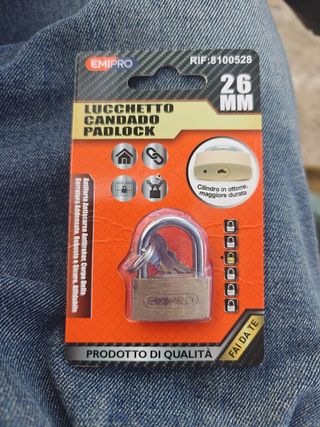 EMIPRO
RIF:8100528
26
MM
LUCCHETTO
CANDADO
PADLOCK
Cilindro in ottone,
maggiore durata
EMIPRO
PRODOTTO DI QUALITÀ
FAI DA TE